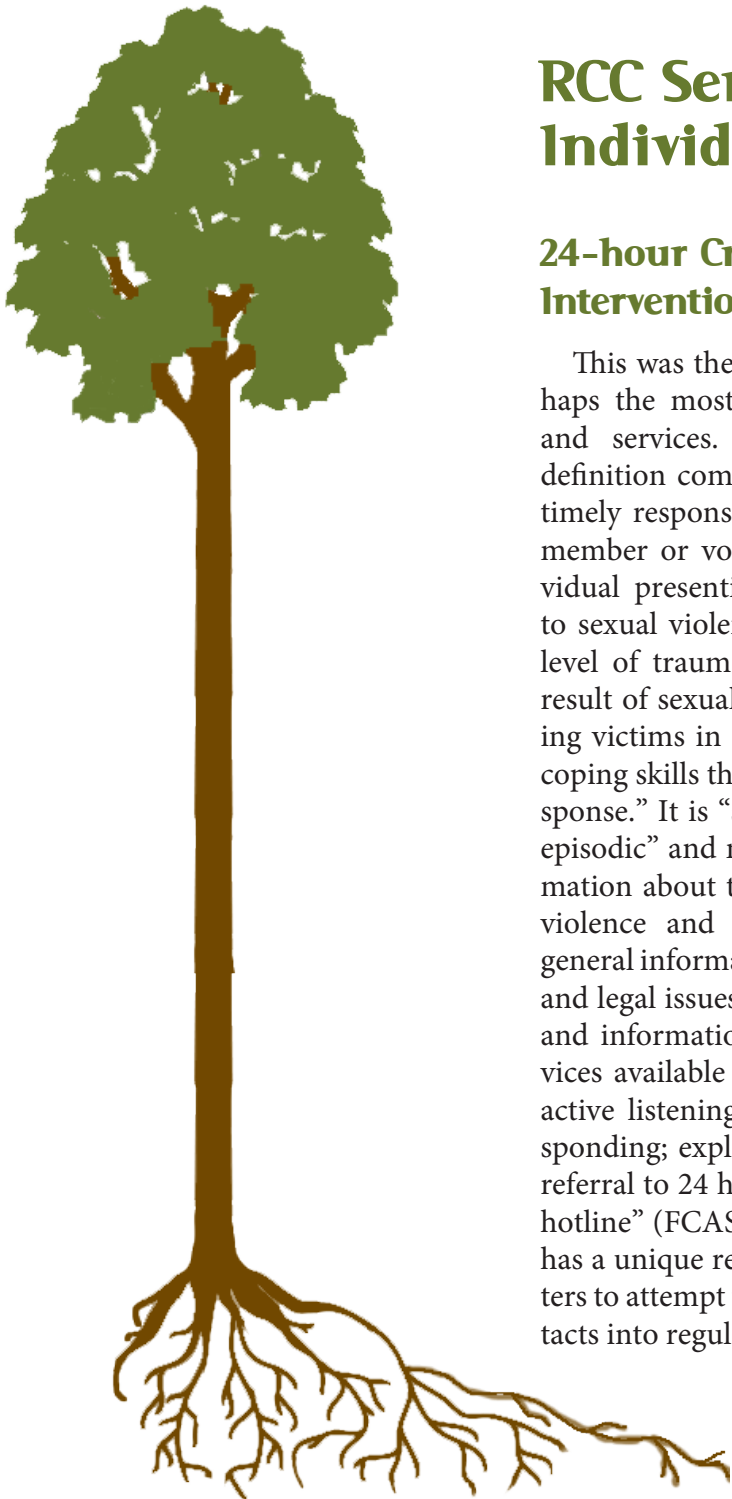 RCC Ser
Individ
24-hour Cr
Interventio
This was the
haps the most
and services.
definition com
timely respons
member or vo
vidual presenti
to sexual violen
level of traum
result of sexual
ing victims in
coping skills th
sponse.” It is “
episodic” and r
mation about t
violence and
general informa
and legal issues
and informatio
vices available
active listening
sponding; expl
referral to 24 h
hotline” (FCAS
has a unique re
ters to attempt
tacts into regul